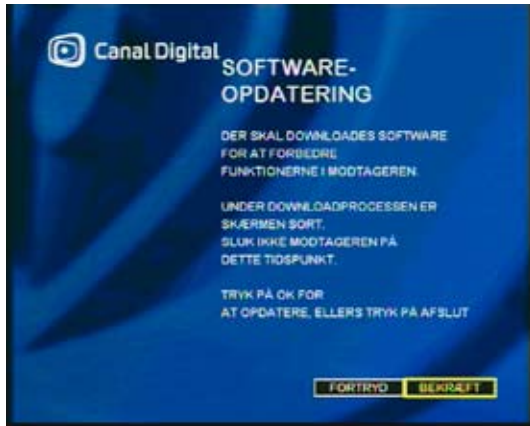 Canal Digital
SOFTWARE-
OPDATERING
DER SKAL DOWNLOADES SOFTWARE
FOR AT FORBEDRE
FUNKTIONERNE I MODTAGEREN.
UNDER DOWNLOADPROCESSEN ER
SKÆRMEN SORT.
SLUK IKKE MODTAGEREN PÅ
DETTE TIDSPUNKT.
TRYK PÅ OK FOR
AT OPDATERE, ELLERS TRYK PÅ AFSLUT
FORTRYD BEKRÆFT